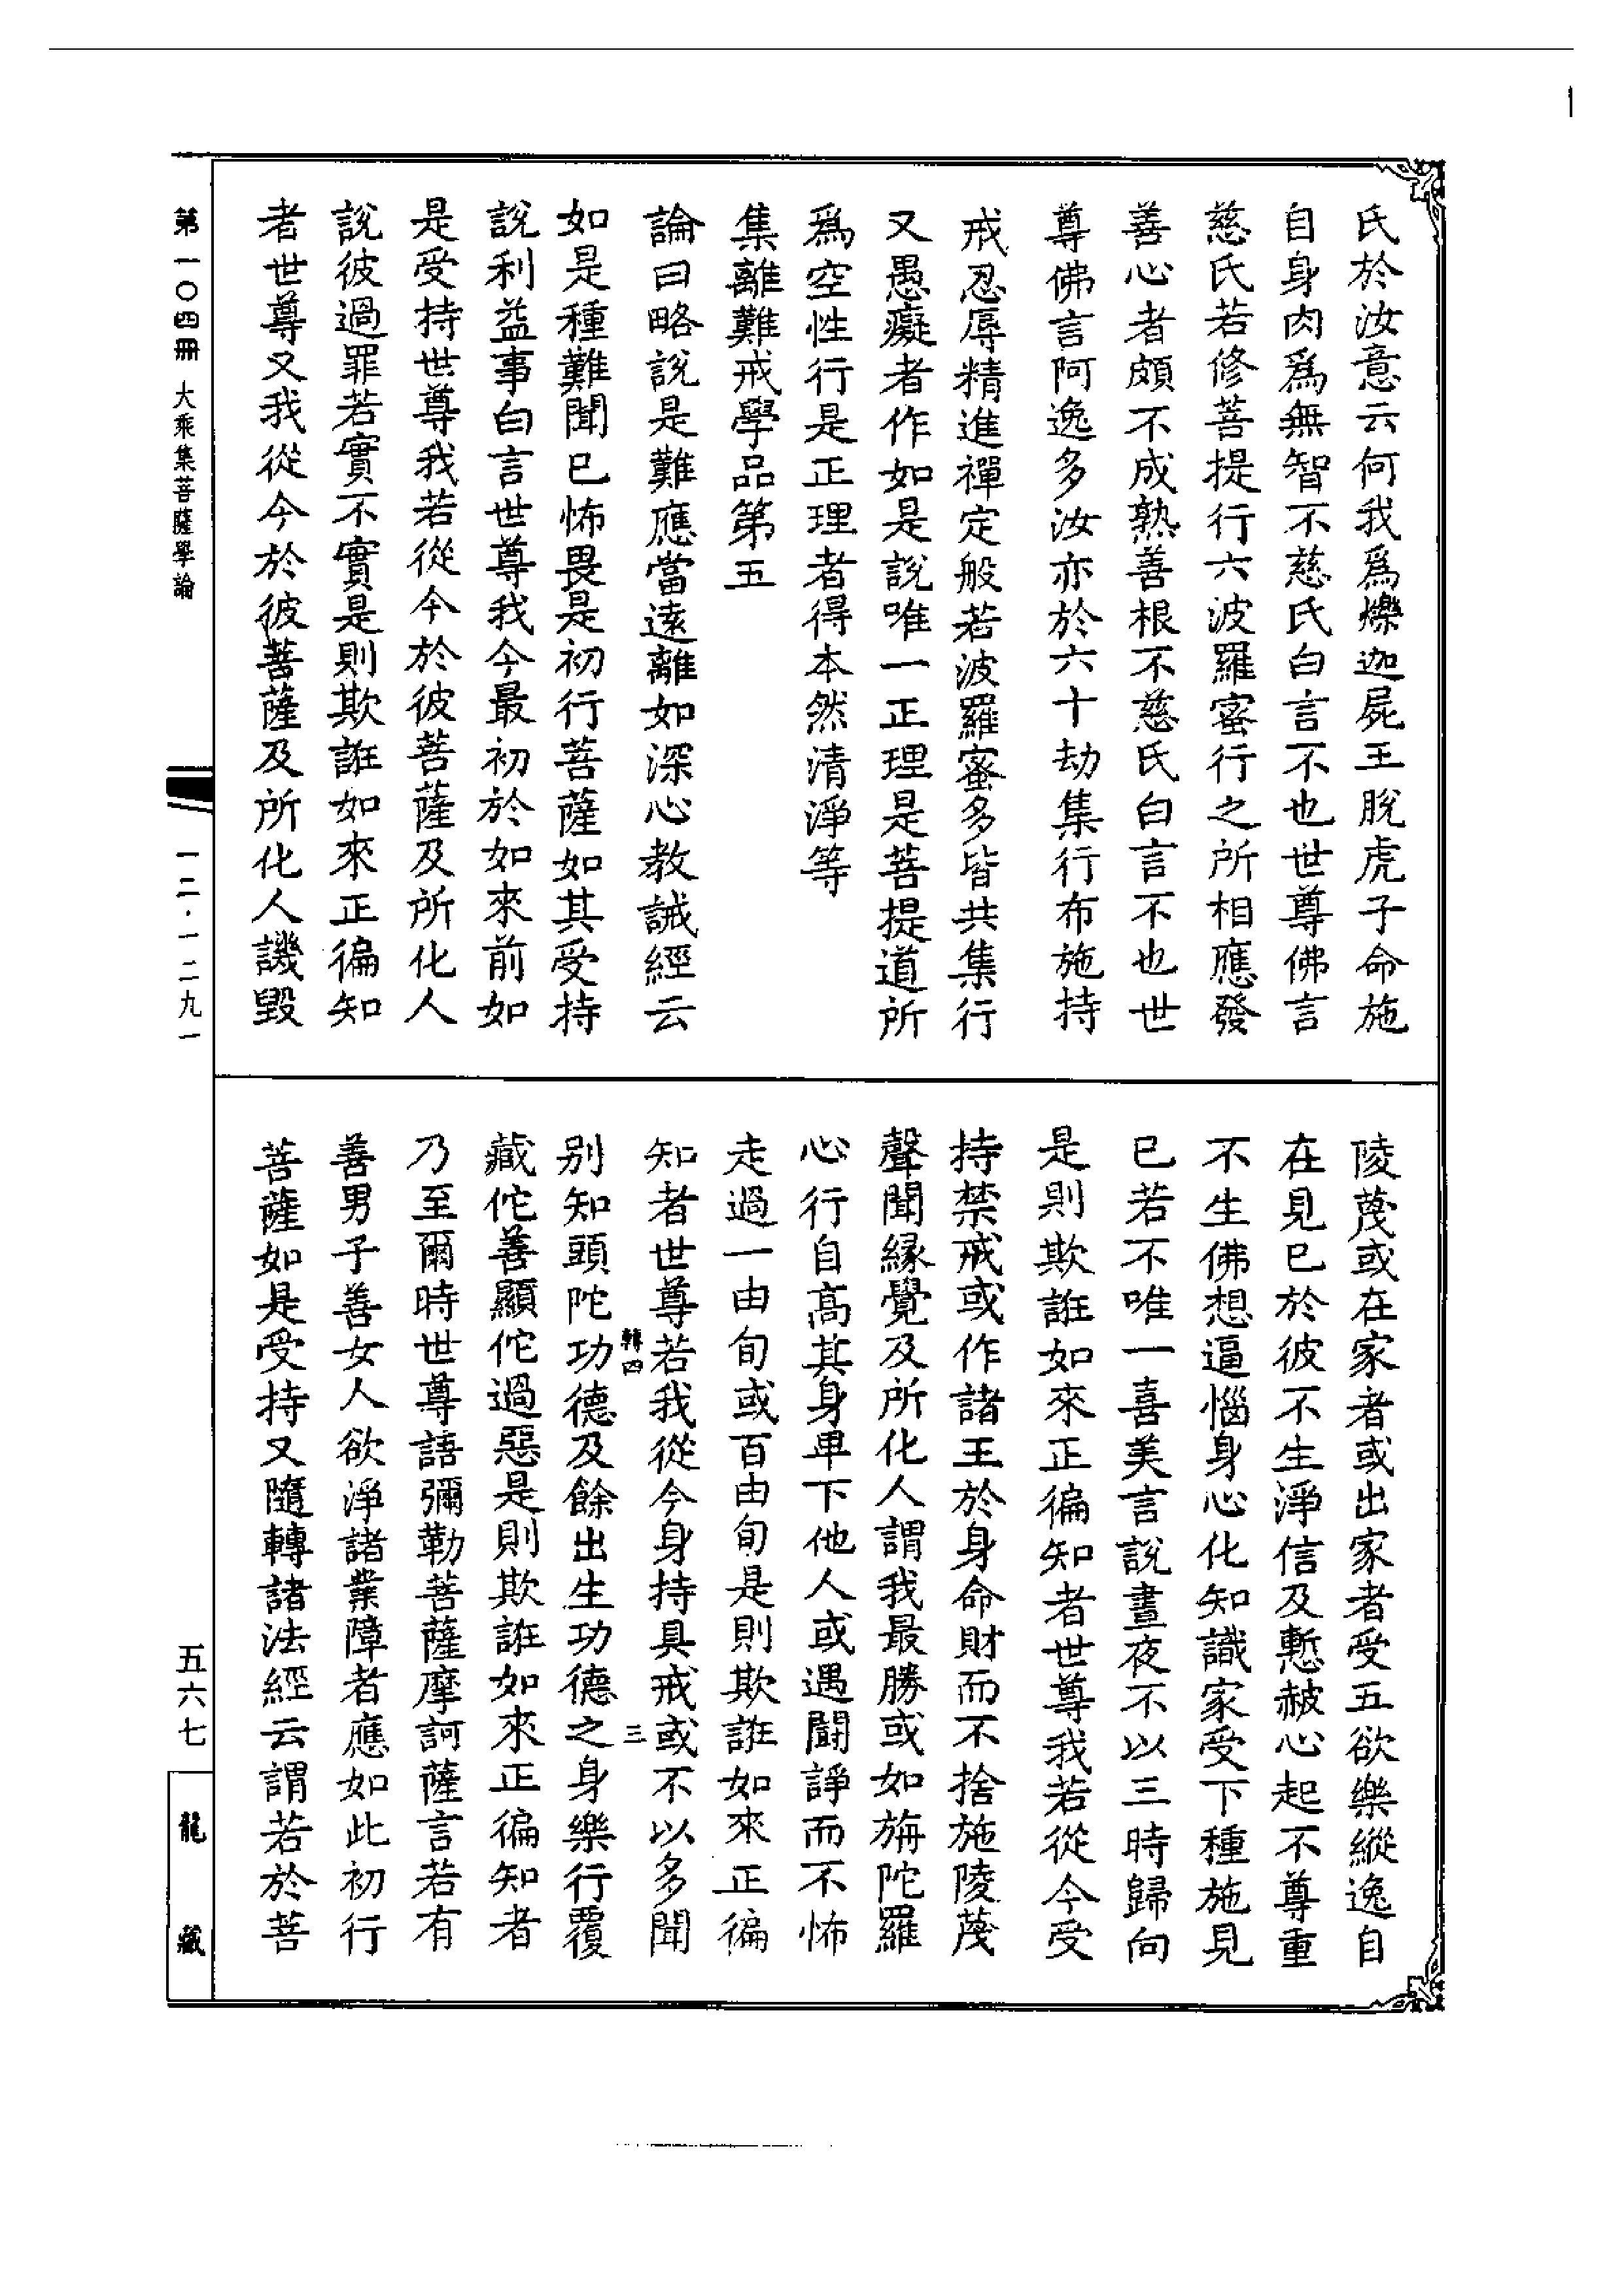 氏於汝意云何我爲爍迦屍王脫虎子命施
自身肉爲無智不慈氏白言不也世尊佛言
慈氏若修菩提行六波羅蜜行之所相應發
善心者頗不成熟善根不慈氏白言不也世
尊佛言阿逸多汝亦於六十劫集行布施持
戒忍辱精進禪定般若波羅蜜多皆共集行
又愚癡者作如是說唯一正理是菩提道所
爲空性行是正理者得本然清淨等
集離難戒學品第五
論曰略說是難應當遠離如深心教誡經云
如是種難聞已怖畏是初行菩薩如其受持
說利益事白言世尊我今最初於如來前如
是受持世尊我若從今於彼菩薩及所化人
說彼過罪若實不實是則欺誑如來正徧知
者世尊又我從今於彼菩薩及所化人譏毀
陵蔑或在家者或出家者受五欲樂縱逸自
在見已於彼不生淨信及慙赧心起不尊重
不生佛想逼惱身心化知識家受下種施見
已若不唯一喜美言說晝夜不以三時歸向
是則欺誑如來正徧知者世尊我若從今受
持禁戒或作諸王於身命財而不捨施陵蔑
聲聞緣覺及所化人謂我最勝或如旃陀羅
心行自高其身卑下他人或遇鬪諍而不怖
走過一由旬或百由旬是則欺誑如來正徧
知者世尊若我從今身持具戒或不以多聞
韓四
三
别知頭陀功德及餘出生功德之身樂行覆
藏佗善顯佗過惡是則欺誑如來正徧知者
乃至爾時世尊語彌勒菩薩摩訶薩言若有
善男子善女人欲淨諸業障者應如此初行
菩薩如是受持又隨轉諸法經云謂若於菩
第一〇四冊 大乘集菩薩學論
一二·一二九一
五六七
龍藏